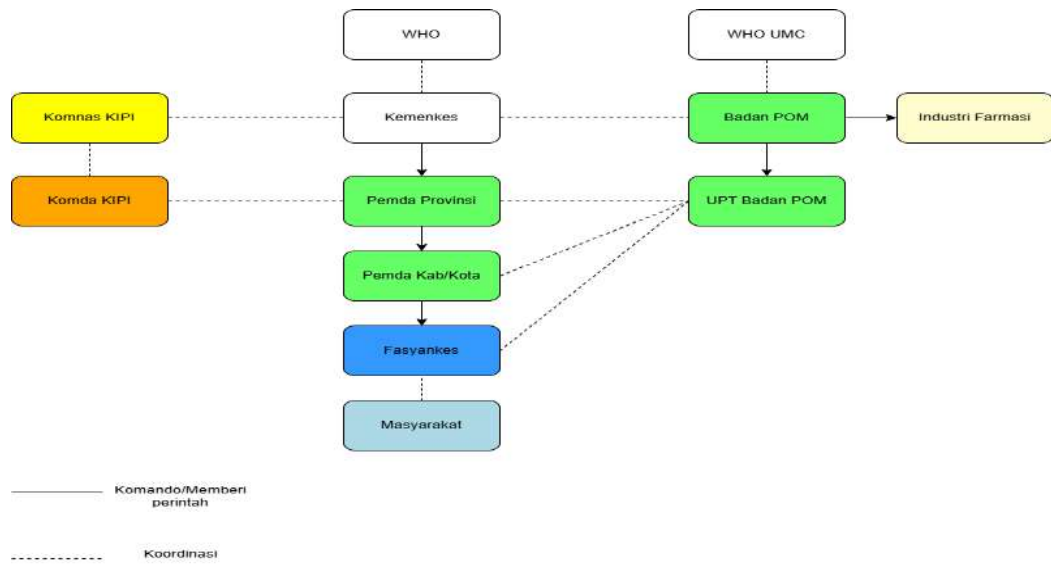 WHO
WHO UMC
Komnas KIPI
Kemenkes
Badan POM
Industri Farmasi
Komda KIPI
Pemda Provinsi
UPT Badan POM
Pemda Kab/Kota
Fasyankes
Masyarakat
Komando/Memberi
perintah
Koordinasi